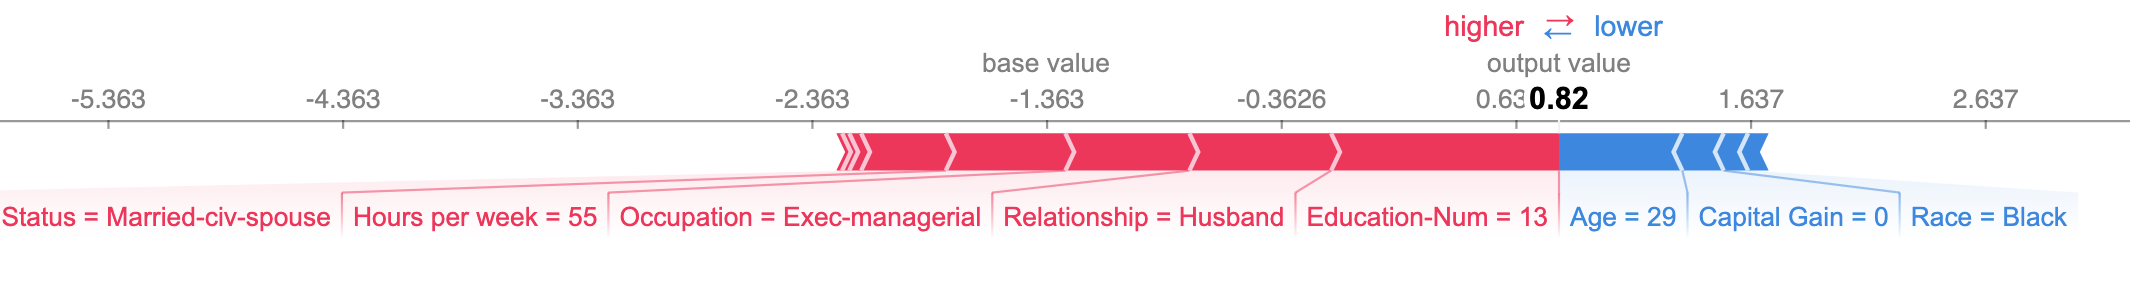 higher ⇄ lower
base value output value
-5.363 -4.363 -3.363 -2.363 -1.363 -0.3626 0.63 0.82 1.637 2.637
Status = Married-civ-spouse Hours per week = 55 Occupation = Exec-managerial Relationship = Husband Education-Num = 13 Age = 29 Capital Gain = 0 Race = Black